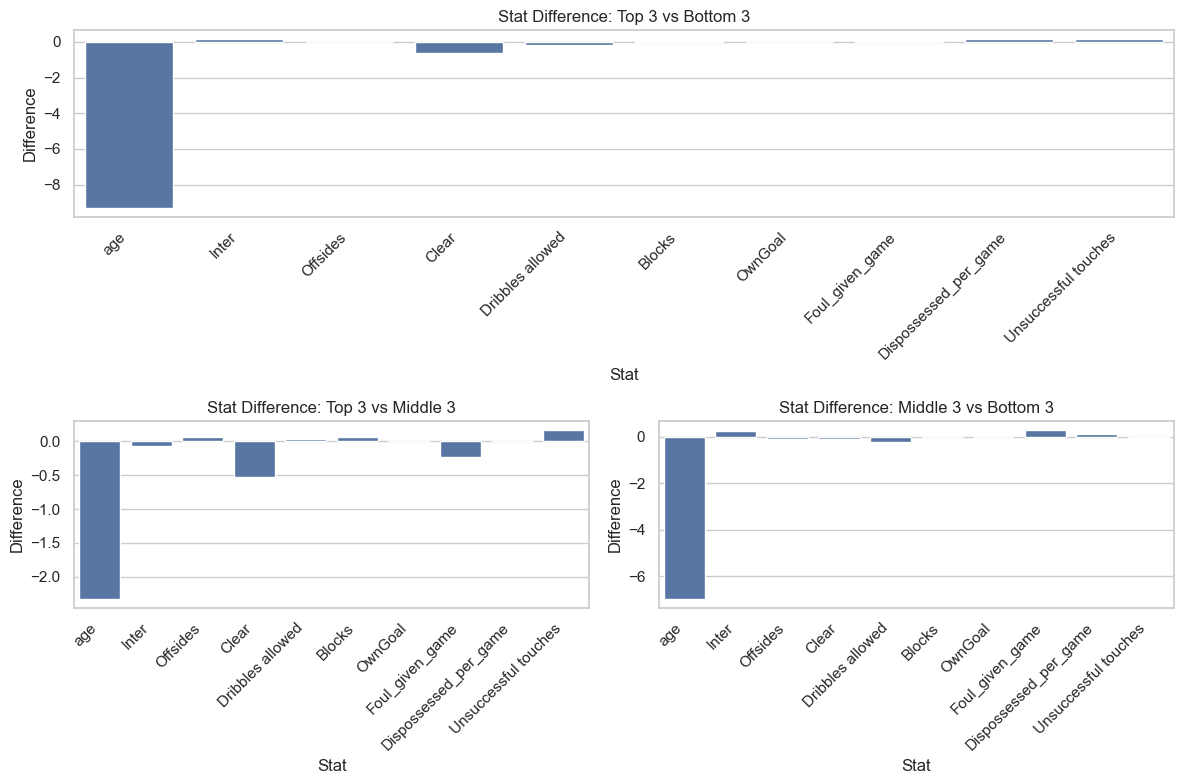 Stat Difference: Top 3 vs Bottom 3
Difference
0
−2
−4
−6
−8
age
Inter
Offsides
Clear
Dribbles allowed
Blocks
OwnGoal
Foul_given_game
Dispossessed_per_game
Unsuccessful touches
Stat
Stat Difference: Top 3 vs Middle 3
Difference
0.0
−0.5
−1.0
−1.5
−2.0
age
Inter
Offsides
Clear
Dribbles allowed
Blocks
OwnGoal
Foul_given_game
Dispossessed_per_game
Unsuccessful touches
Stat
Stat Difference: Middle 3 vs Bottom 3
Difference
0
−2
−4
−6
age
Inter
Offsides
Clear
Dribbles allowed
Blocks
OwnGoal
Foul_given_game
Dispossessed_per_game
Unsuccessful touches
Stat